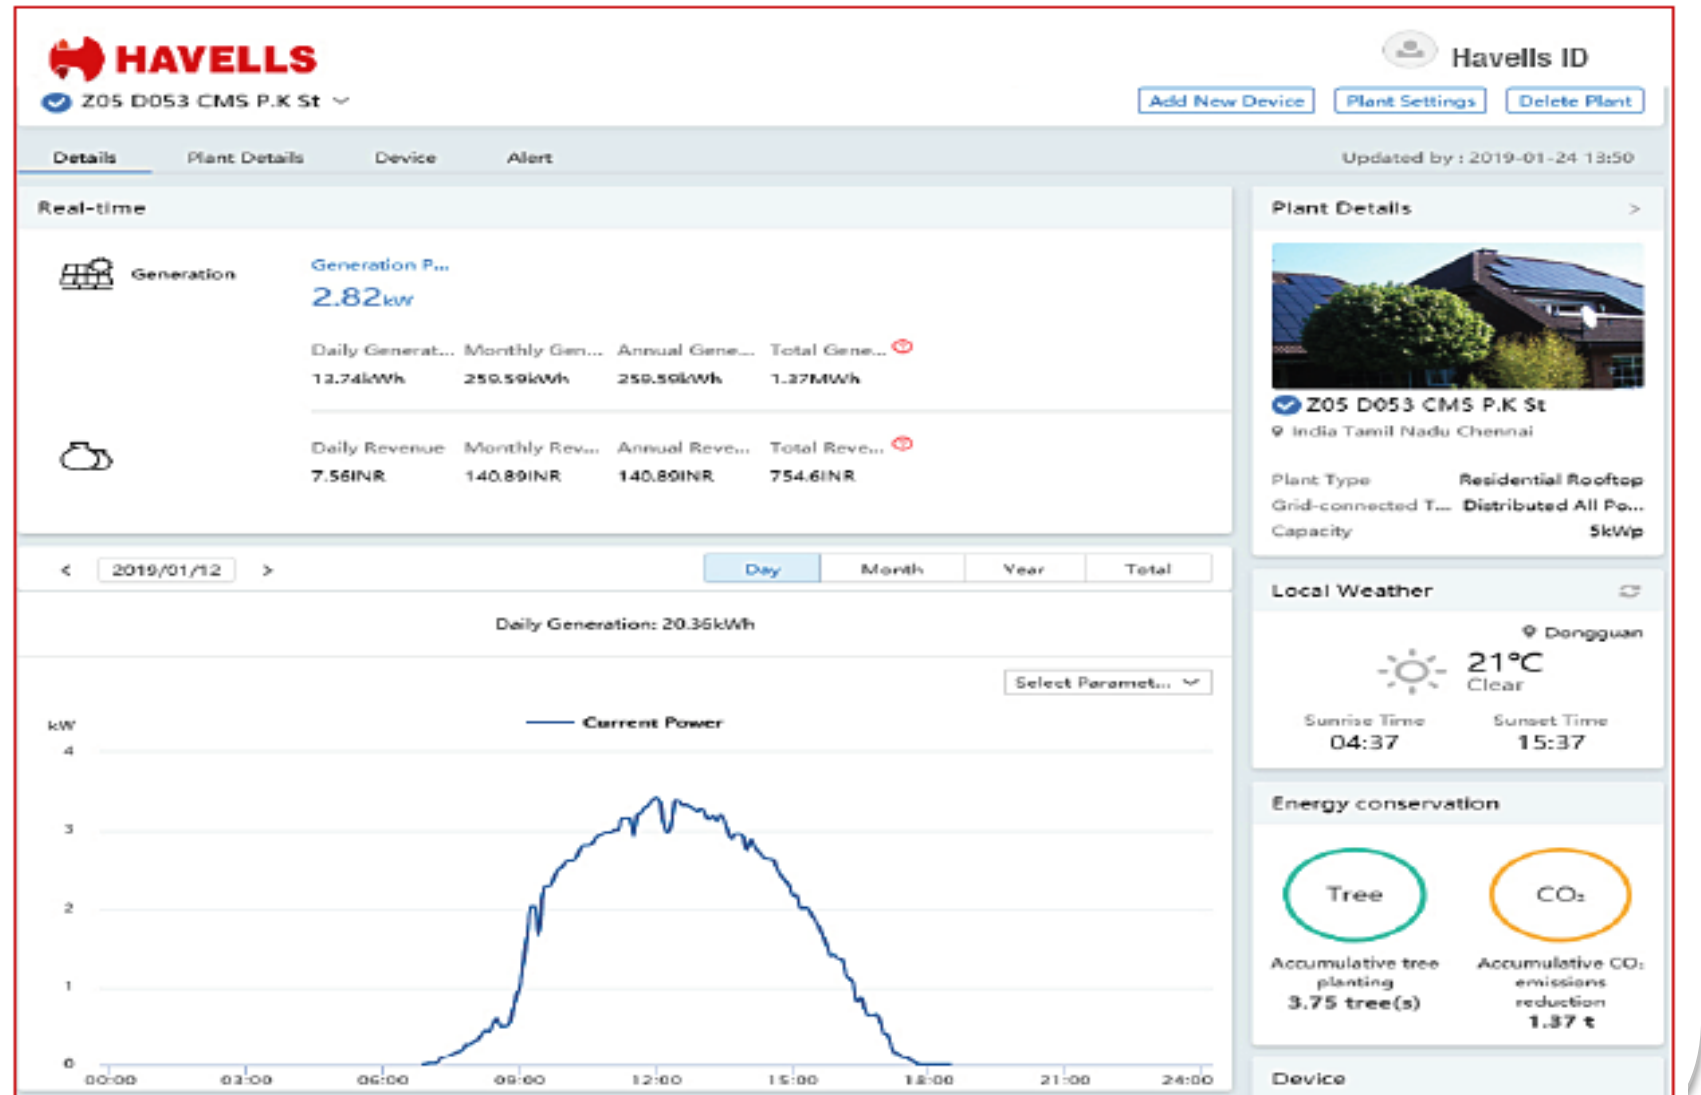 HAVELLS
Havells ID
Z05 D053 CMS P.K St
Add New Device
Plant Settings
Delete Plant
Details
Plant Details
Device
Alert
Updated by : 2019-01-24 13:50
Real-time
Generation
Generation P...
2.82kW
Daily Generat... Monthly Gen... Annual Gene... Total Gene...
13.74kWh 259.59kWh 259.59kWh 1.37MWh
Daily Revenue Monthly Rev... Annual Reve... Total Reve...
7.56INR 140.89INR 140.89INR 754.6INR
Plant Details >
Z05 D053 CMS P.K St
India Tamil Nadu Chennai
Plant Type Residential Rooftop
Grid-connected T... Distributed All Po...
Capacity 5kWp
< 2019/01/12 >
Day Month Year Total
Daily Generation: 20.36kWh
Select Paramet...
kW
Current Power
4
3
2
1
0
00:00 03:00 06:00 09:00 12:00 15:00 18:00 21:00 24:00
Local Weather
Dongguan
21℃
Clear
Sunrise Time Sunset Time
04:37 15:37
Energy conservation
Tree
CO₂
Accumulative tree
planting
3.75 tree(s)
Accumulative CO₂
emissions
reduction
1.37 t
Device